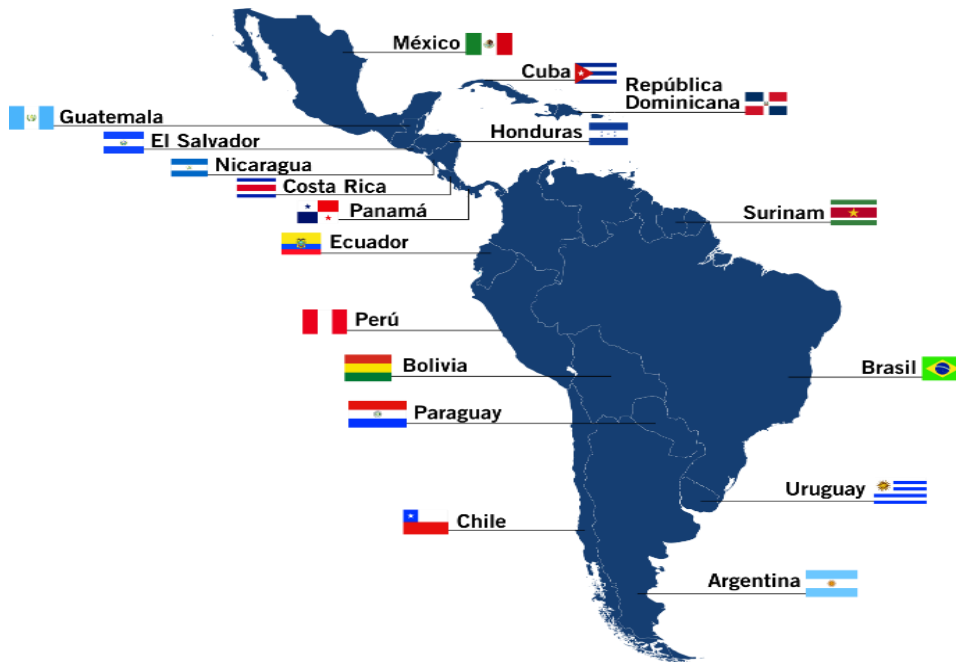 México
Cuba
República
Dominicana
Guatemala
Honduras
El Salvador
Nicaragua
Costa Rica
Panamá
Surinam
Ecuador
Perú
Bolivia
Brasil
Paraguay
Uruguay
Chile
Argentina